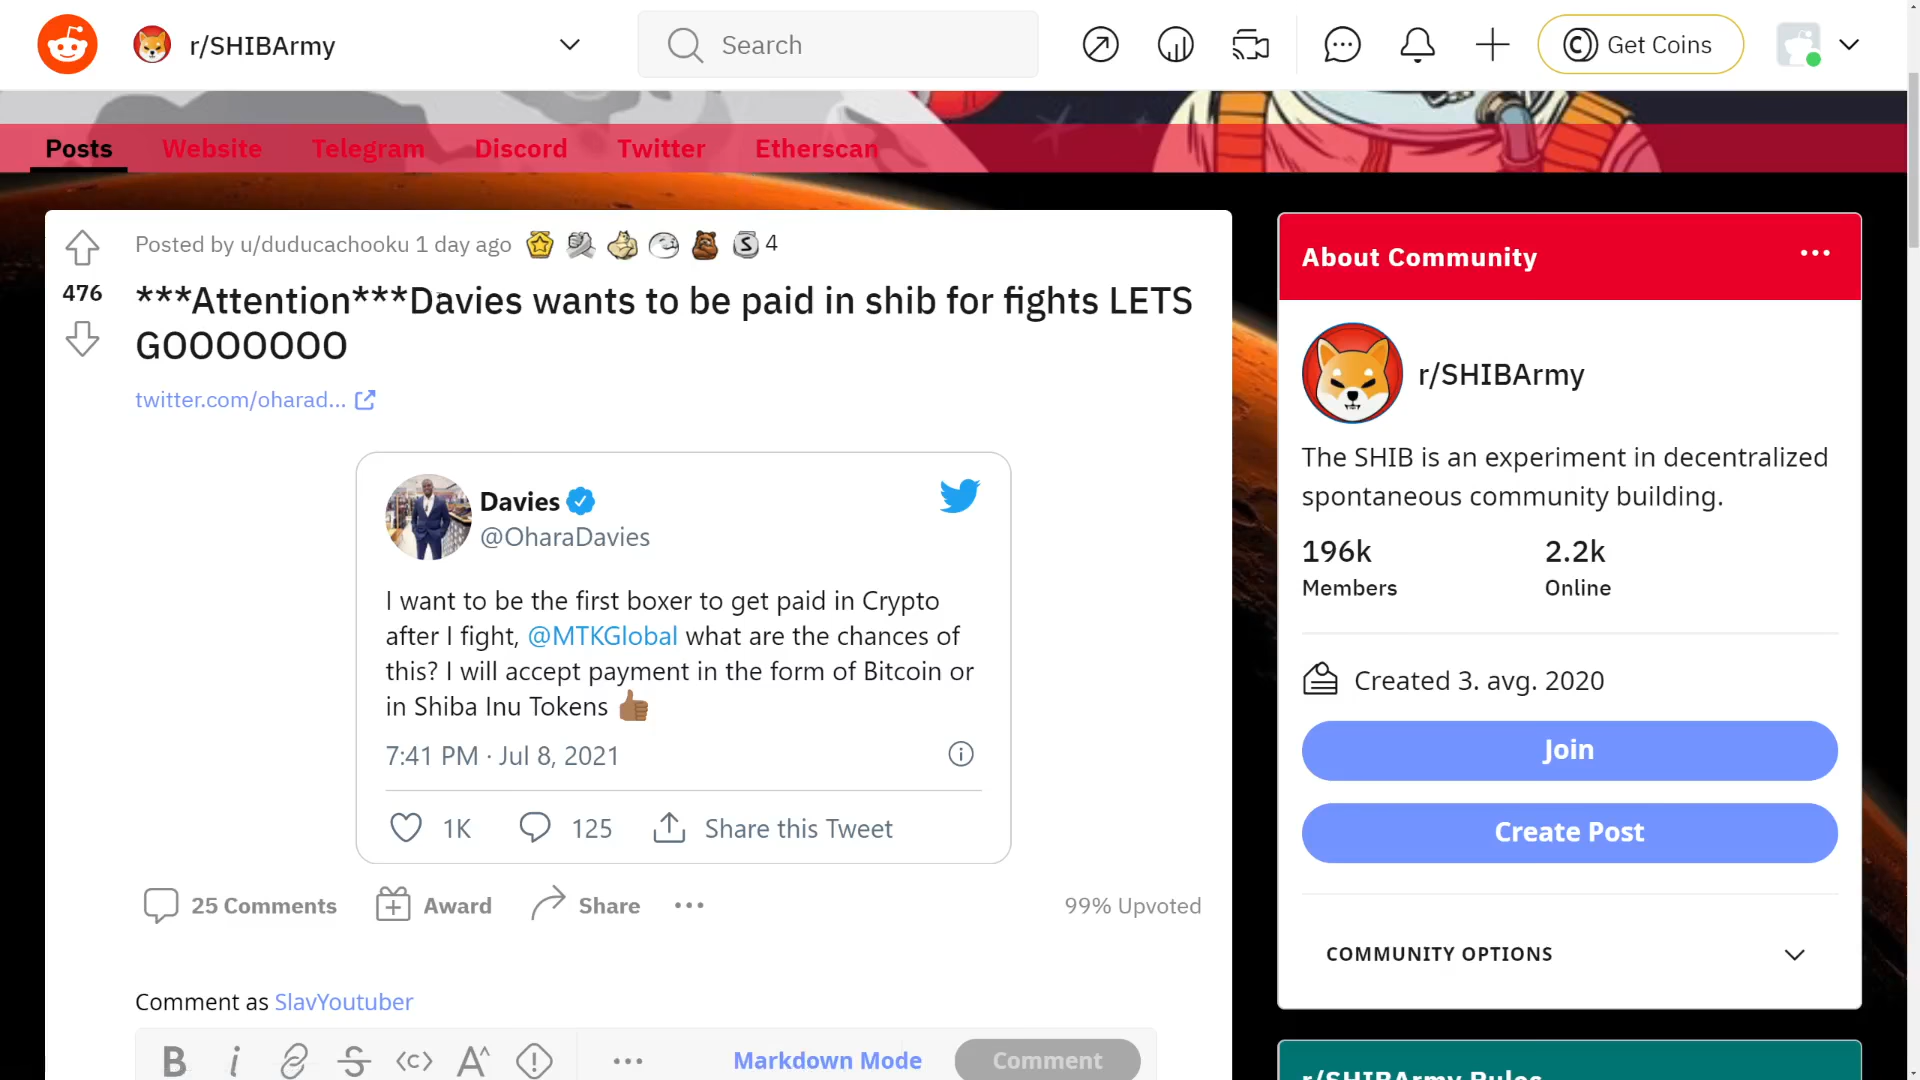 r/SHIBArmy
Search
Get Coins
Posts Website Telegram Discord Twitter Etherscan
476
Posted by u/duducachooku 1 day ago 4
***Attention***Davies wants to be paid in shib for fights LETS
GOOOOOOO
twitter.com/oharad...
Davies
@OharaDavies
I want to be the first boxer to get paid in Crypto
after I fight, @MTKGlobal what are the chances of
this? I will accept payment in the form of Bitcoin or
in Shiba Inu Tokens 👍🏾
7:41 PM · Jul 8, 2021
1K 125 Share this Tweet
25 Comments Award Share ··· 99% Upvoted
Comment as SlavYoutuber
B i <c> A^ ··· Markdown Mode Comment
About Community
r/SHIBArmy
The SHIB is an experiment in decentralized
spontaneous community building.
196k 2.2k
Members Online
Created 3. avg. 2020
Join
Create Post
COMMUNITY OPTIONS
r/SHIBArmy Rules